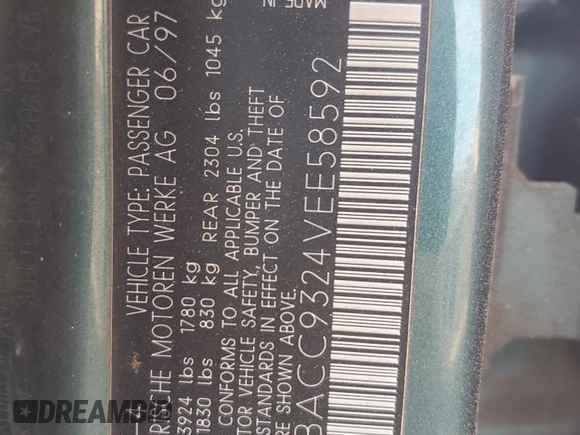 MADE IN
VEHICLE TYPE: PASSENGER CAR
RISCHE MOTOREN WERKE AG 06/97
3924 lbs 1780 kg
1830 lbs 830 kg REAR 2304 lbs 1045 kg
CONFORMS TO ALL APPLICABLE U.S.
TOR VEHICLE SAFETY, BUMPER AND THEFT
STANDARDS IN EFFECT ON THE DATE OF
RE SHOWN ABOVE.
BACC9324VEE58592
DREAMBID